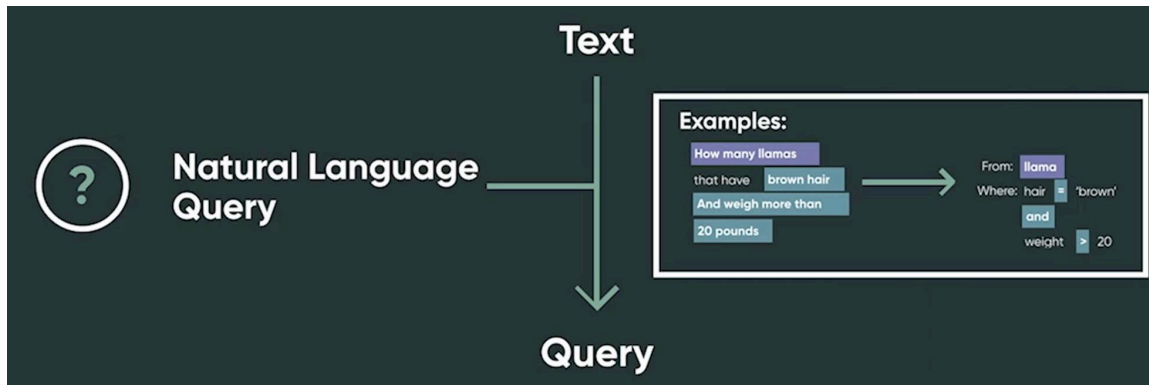 Text
?
Natural Language
Query
Examples:
How many llamas
that have brown hair
And weigh more than
20 pounds
From: llama
Where: hair = 'brown'
and
weight > 20
Query